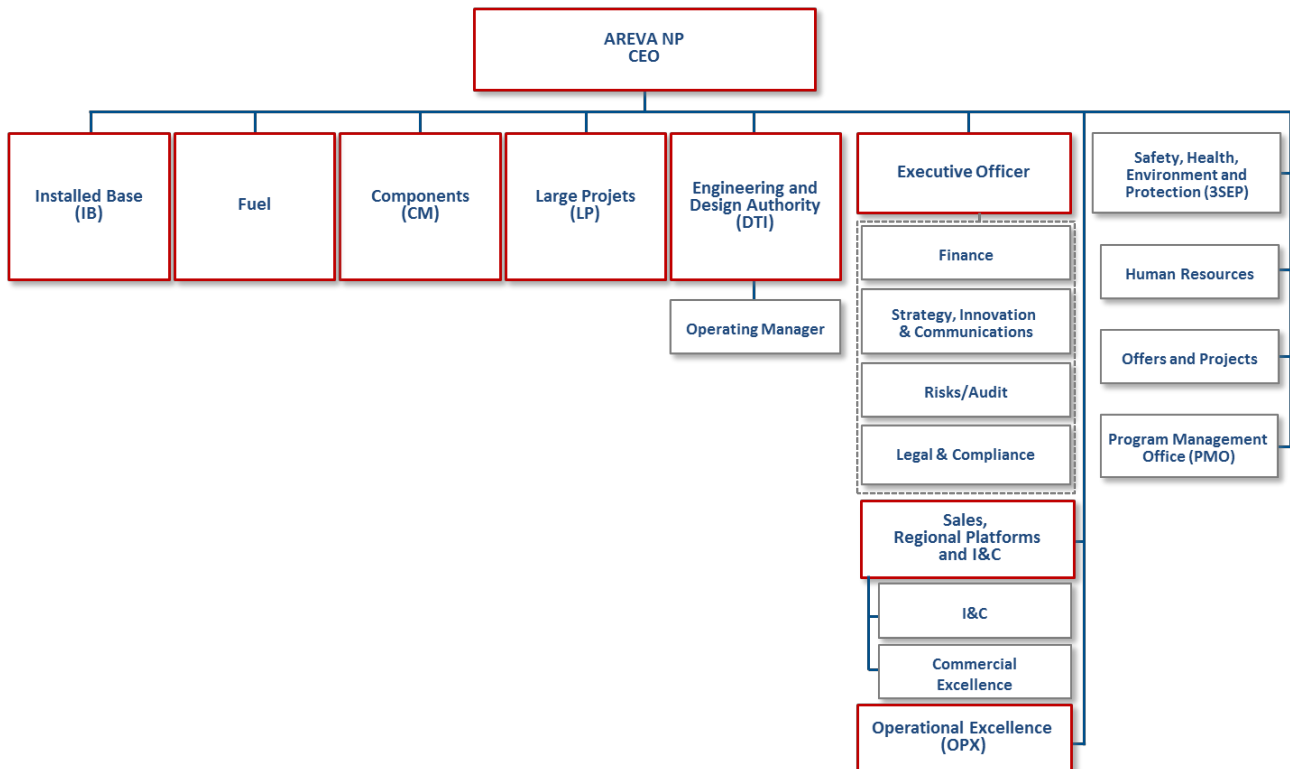 AREVA NP
CEO
Installed Base
(IB)
Fuel
Components
(CM)
Large Projets
(LP)
Engineering and
Design Authority
(DTI)
Operating Manager
Executive Officer
Finance
Strategy, Innovation
& Communications
Risks/Audit
Legal & Compliance
Sales,
Regional Platforms
and I&C
I&C
Commercial
Excellence
Operational Excellence
(OPX)
Safety, Health,
Environment and
Protection (3SEP)
Human Resources
Offers and Projects
Program Management
Office (PMO)